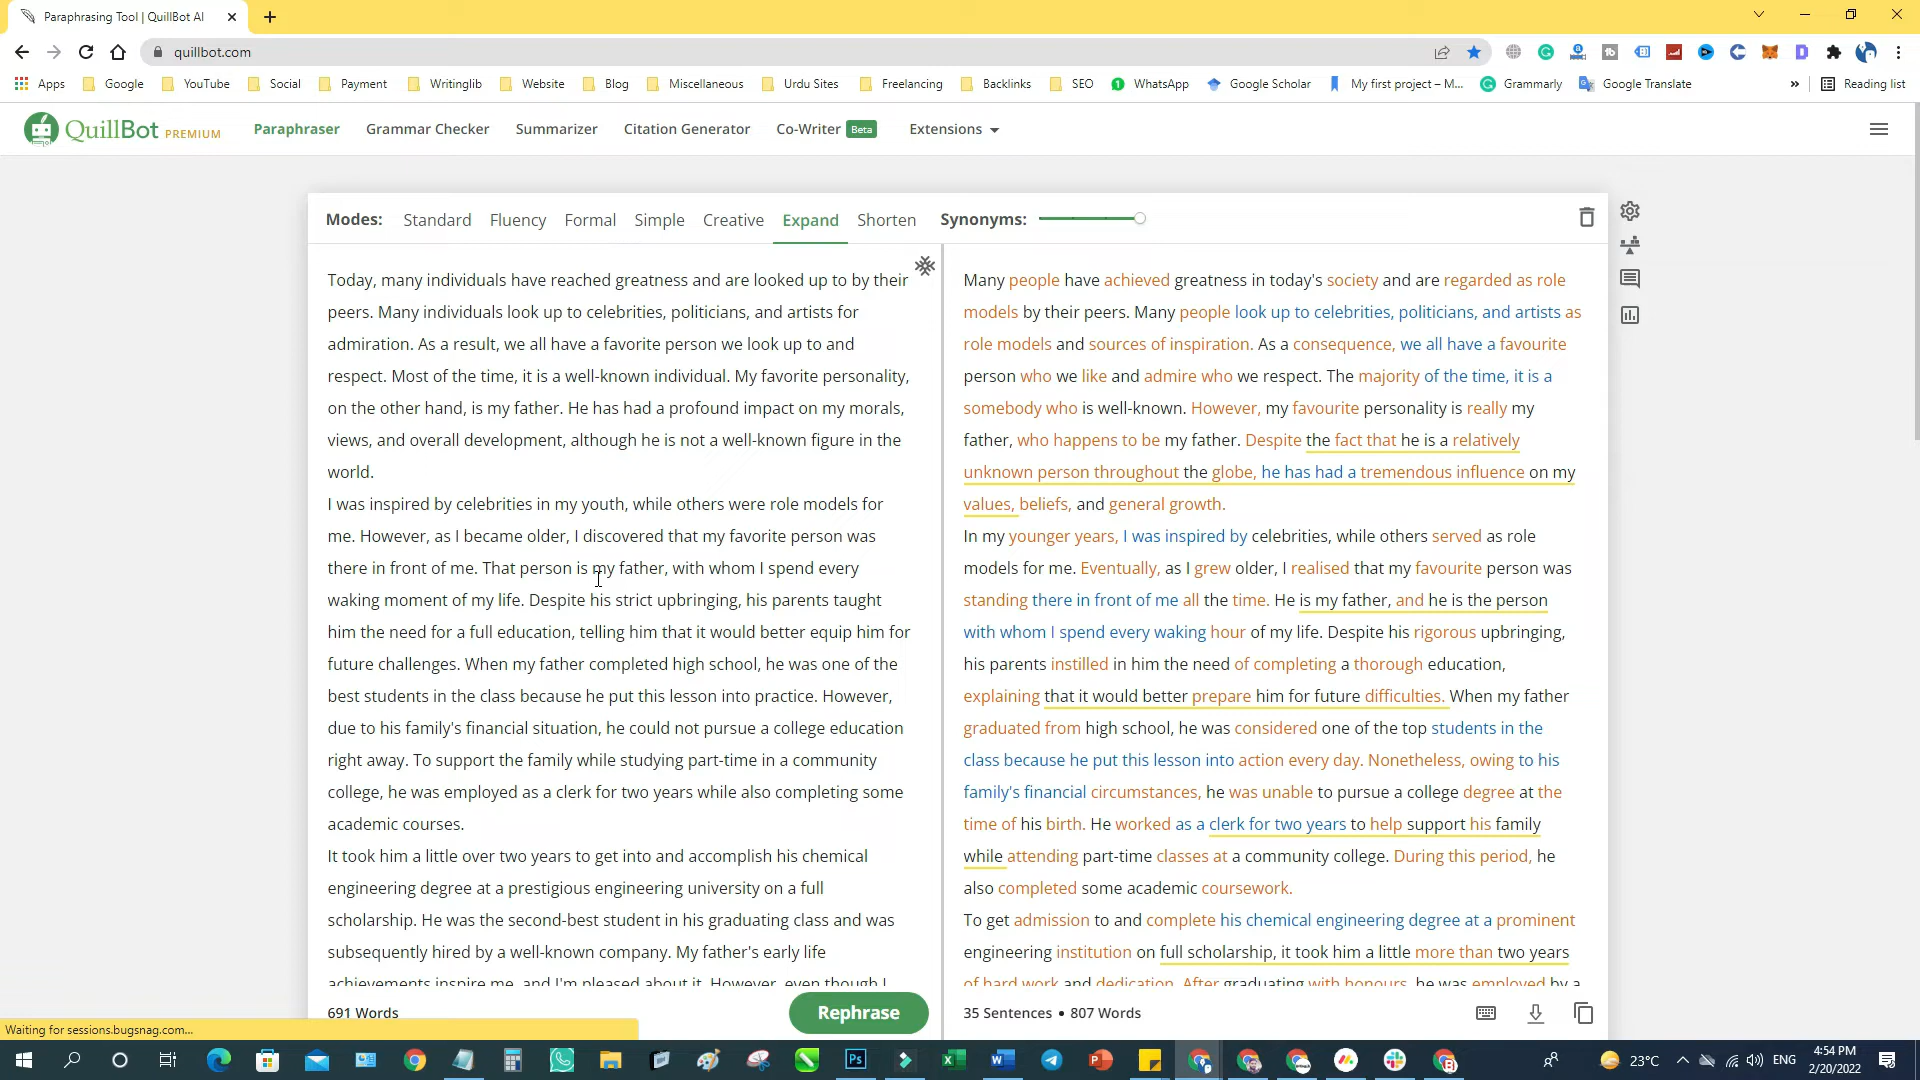 Paraphrasing Tool | QuillBot AI
quillbot.com
Apps Google YouTube Social Payment Writinglib Website Blog Miscellaneous Urdu Sites Freelancing Backlinks SEO WhatsApp Google Scholar My first project – M... Grammarly Google Translate » Reading list
QuillBot PREMIUM Paraphraser Grammar Checker Summarizer Citation Generator Co-Writer Beta Extensions
Modes: Standard Fluency Formal Simple Creative Expand Shorten Synonyms:
Today, many individuals have reached greatness and are looked up to by their
peers. Many individuals look up to celebrities, politicians, and artists for
admiration. As a result, we all have a favorite person we look up to and
respect. Most of the time, it is a well-known individual. My favorite personality,
on the other hand, is my father. He has had a profound impact on my morals,
views, and overall development, although he is not a well-known figure in the
world.
I was inspired by celebrities in my youth, while others were role models for
me. However, as I became older, I discovered that my favorite person was
there in front of me. That person is my father, with whom I spend every
waking moment of my life. Despite his strict upbringing, his parents taught
him the need for a full education, telling him that it would better equip him for
future challenges. When my father completed high school, he was one of the
best students in the class because he put this lesson into practice. However,
due to his family's financial situation, he could not pursue a college education
right away. To support the family while studying part-time in a community
college, he was employed as a clerk for two years while also completing some
academic courses.
It took him a little over two years to get into and accomplish his chemical
engineering degree at a prestigious engineering university on a full
scholarship. He was the second-best student in his graduating class and was
subsequently hired by a well-known company. My father's early life
achievements inspire me, and I'm pleased about it. However, even though I
691 Words
Rephrase
Many people have achieved greatness in today's society and are regarded as role
models by their peers. Many people look up to celebrities, politicians, and artists as
role models and sources of inspiration. As a consequence, we all have a favourite
person who we like and admire who we respect. The majority of the time, it is a
somebody who is well-known. However, my favourite personality is really my
father, who happens to be my father. Despite the fact that he is a relatively
unknown person throughout the globe, he has had a tremendous influence on my
values, beliefs, and general growth.
In my younger years, I was inspired by celebrities, while others served as role
models for me. Eventually, as I grew older, I realised that my favourite person was
standing there in front of me all the time. He is my father, and he is the person
with whom I spend every waking hour of my life. Despite his rigorous upbringing,
his parents instilled in him the need of completing a thorough education,
explaining that it would better prepare him for future difficulties. When my father
graduated from high school, he was considered one of the top students in the
class because he put this lesson into action every day. Nonetheless, owing to his
family's financial circumstances, he was unable to pursue a college degree at the
time of his birth. He worked as a clerk for two years to help support his family
while attending part-time classes at a community college. During this period, he
also completed some academic coursework.
To get admission to and complete his chemical engineering degree at a prominent
engineering institution on full scholarship, it took him a little more than two years
of hard work and dedication. After graduating with honours, he was employed by a
35 Sentences • 807 Words
Waiting for sessions.bugsnag.com...
23°C ENG 4:54 PM
2/20/2022